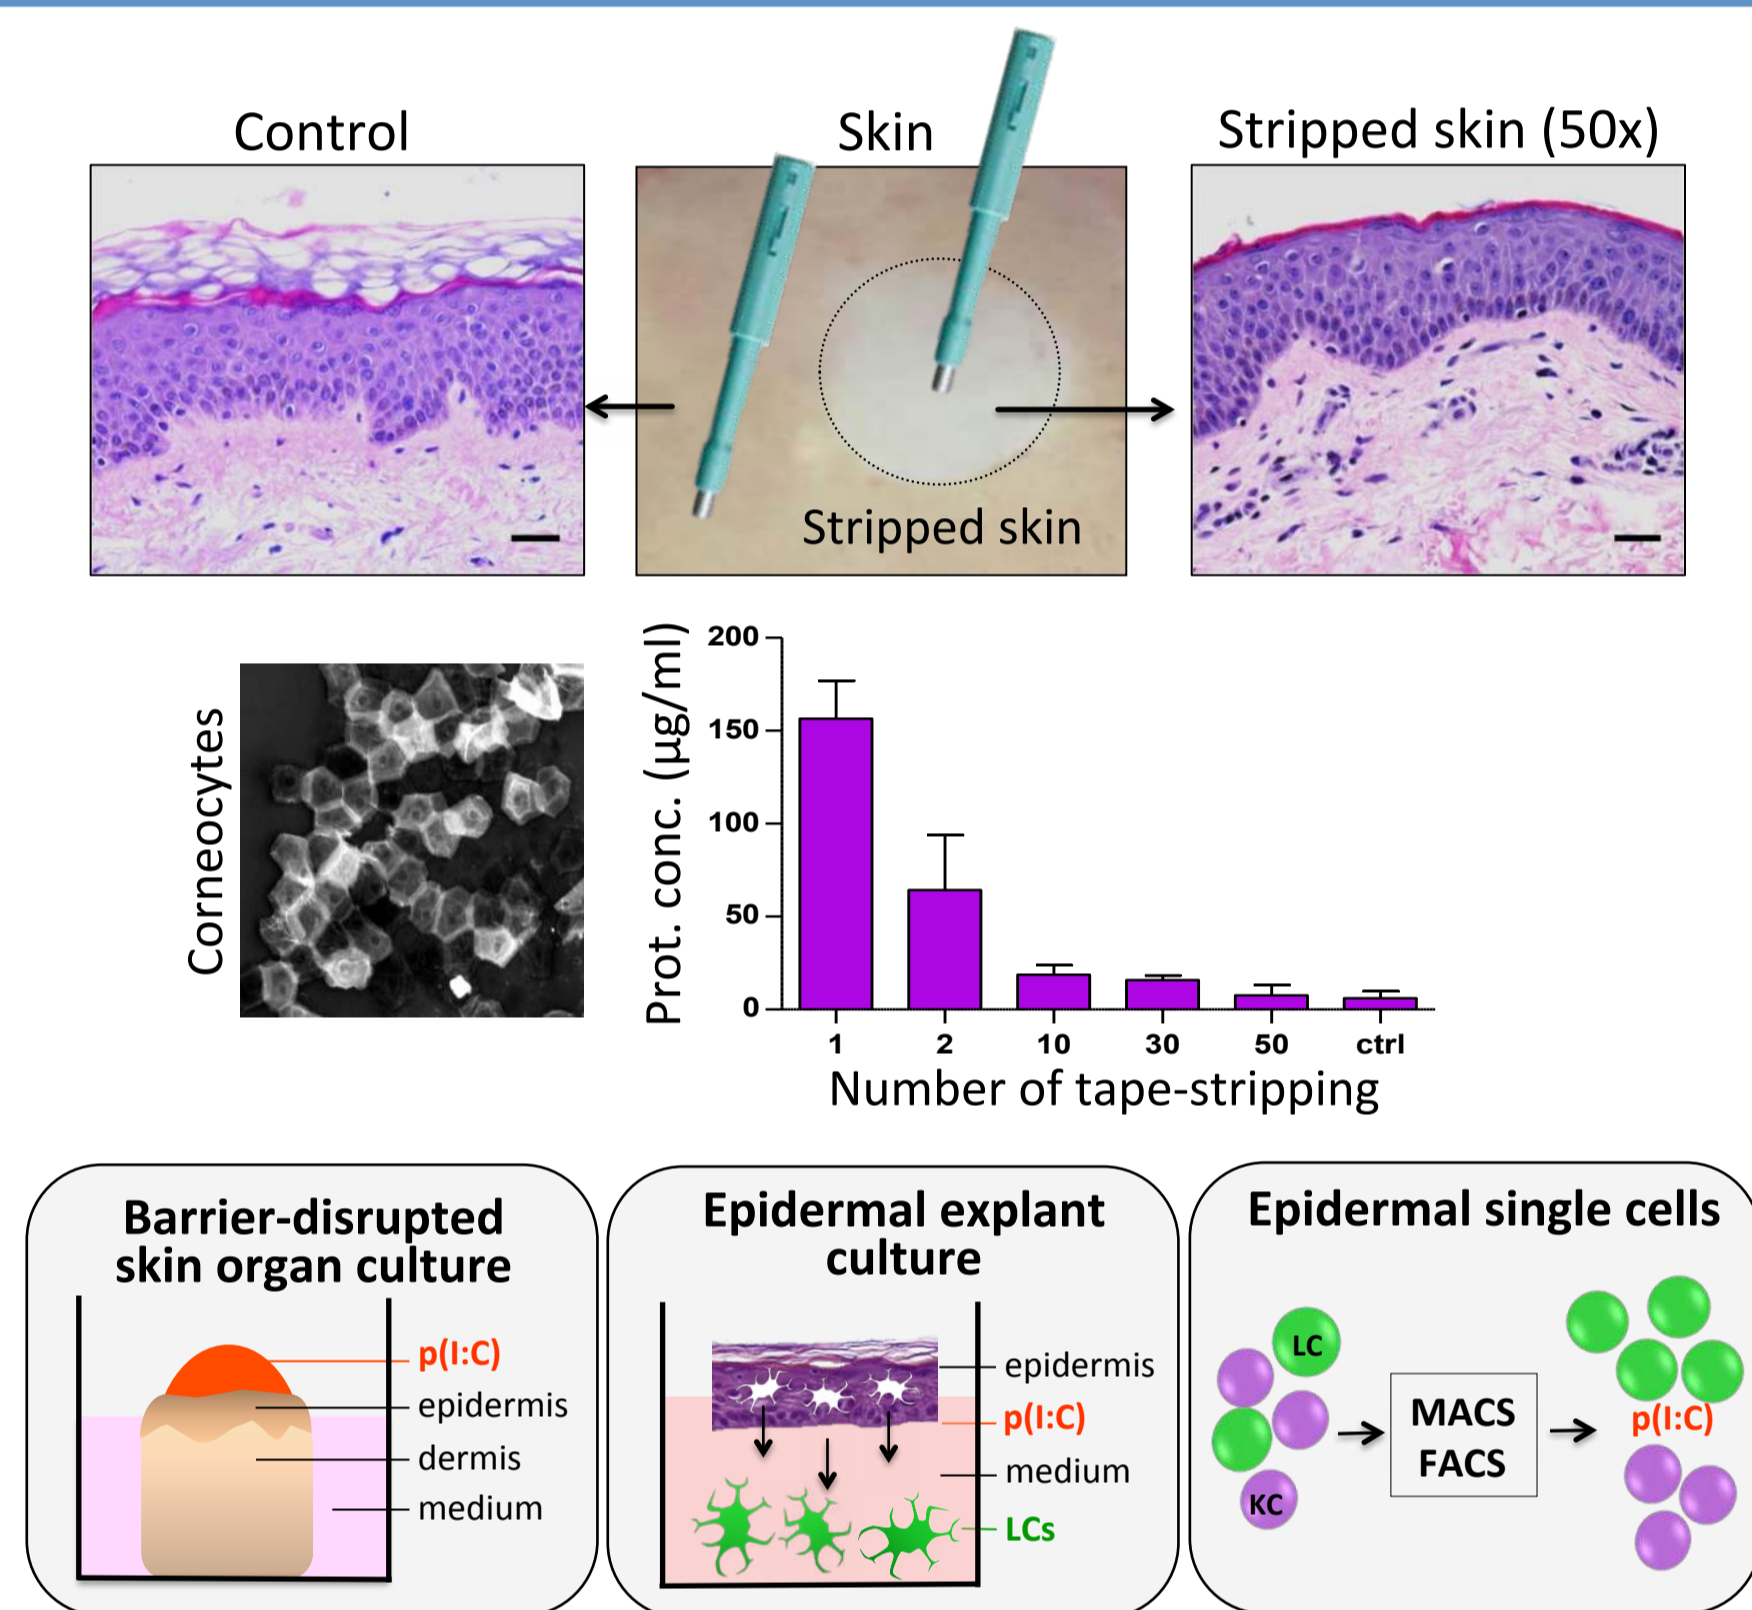 Control
Skin
Stripped skin (50x)
Stripped skin
Corneocytes
Prot. conc. (µg/ml)
200
150
100
50
0
1 2 10 30 50 ctrl
Number of tape-stripping
Barrier-disrupted
skin organ culture
p(I:C)
epidermis
dermis
medium
Epidermal explant
culture
epidermis
p(I:C)
medium
LCs
Epidermal single cells
LC
KC
MACS
FACS
p(I:C)